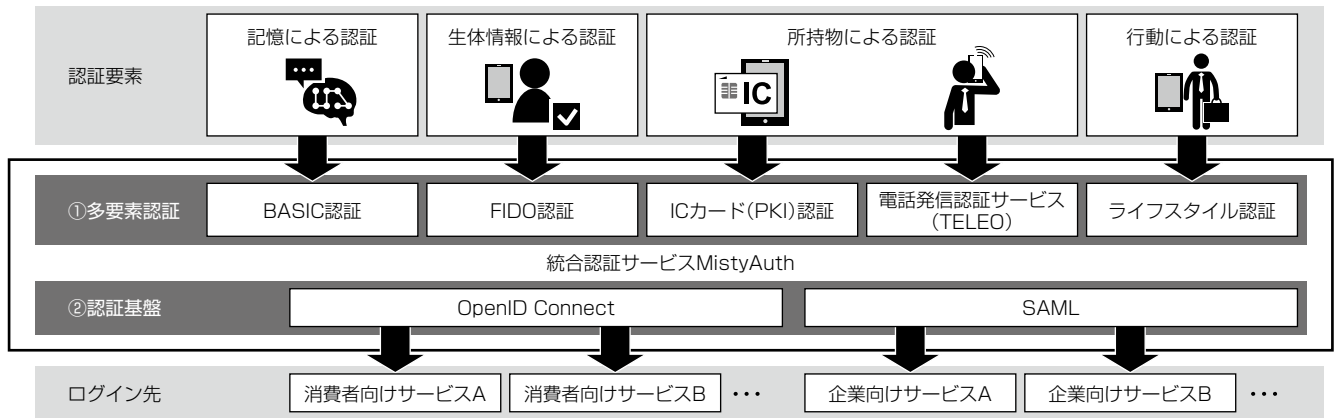 記憶による認証
生体情報による認証
所持物による認証
行動による認証
認証要素
IC
①多要素認証
BASIC認証
FIDO認証
ICカード（PKI）認証
電話発信認証サービス
（TELEO）
ライフスタイル認証
統合認証サービスMistyAuth
②認証基盤
OpenID Connect
SAML
ログイン先
消費者向けサービスA
消費者向けサービスB
・・・
企業向けサービスA
企業向けサービスB
・・・